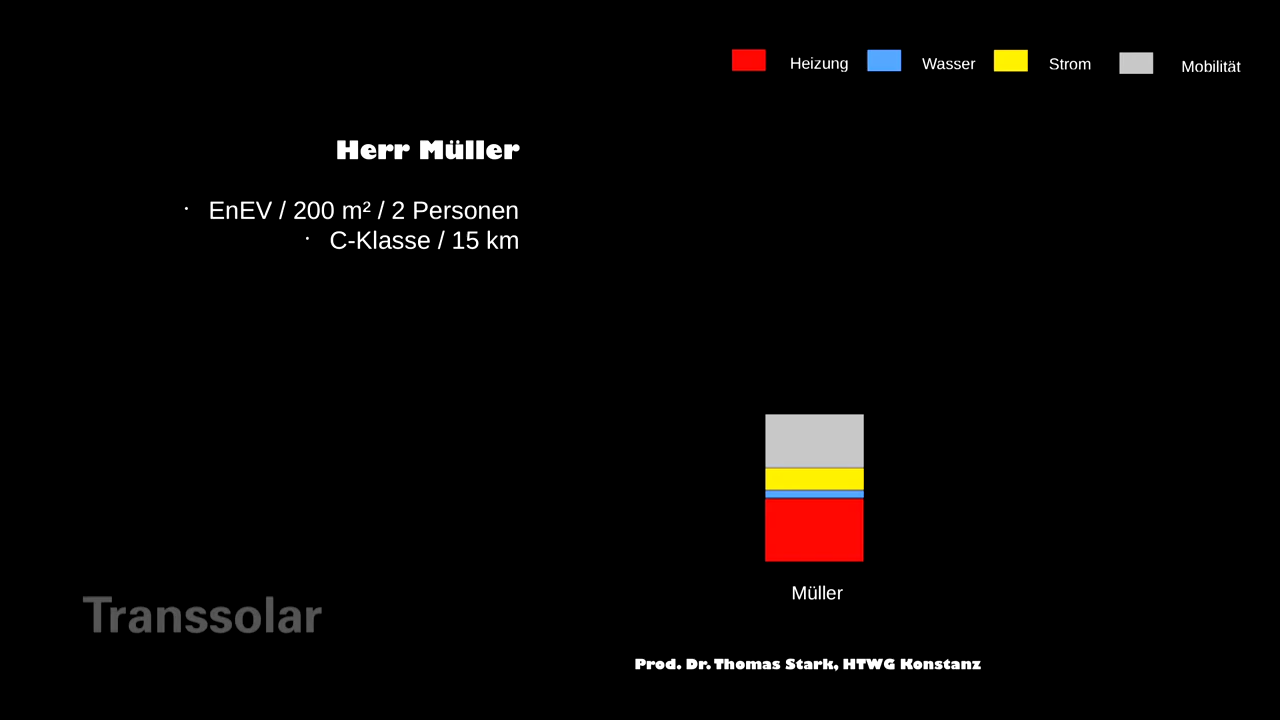 Heizung Wasser Strom Mobilität
Herr Müller
· EnEV / 200 m² / 2 Personen
· C-Klasse / 15 km
Müller
Transsolar
Prod. Dr. Thomas Stark, HTWG Konstanz